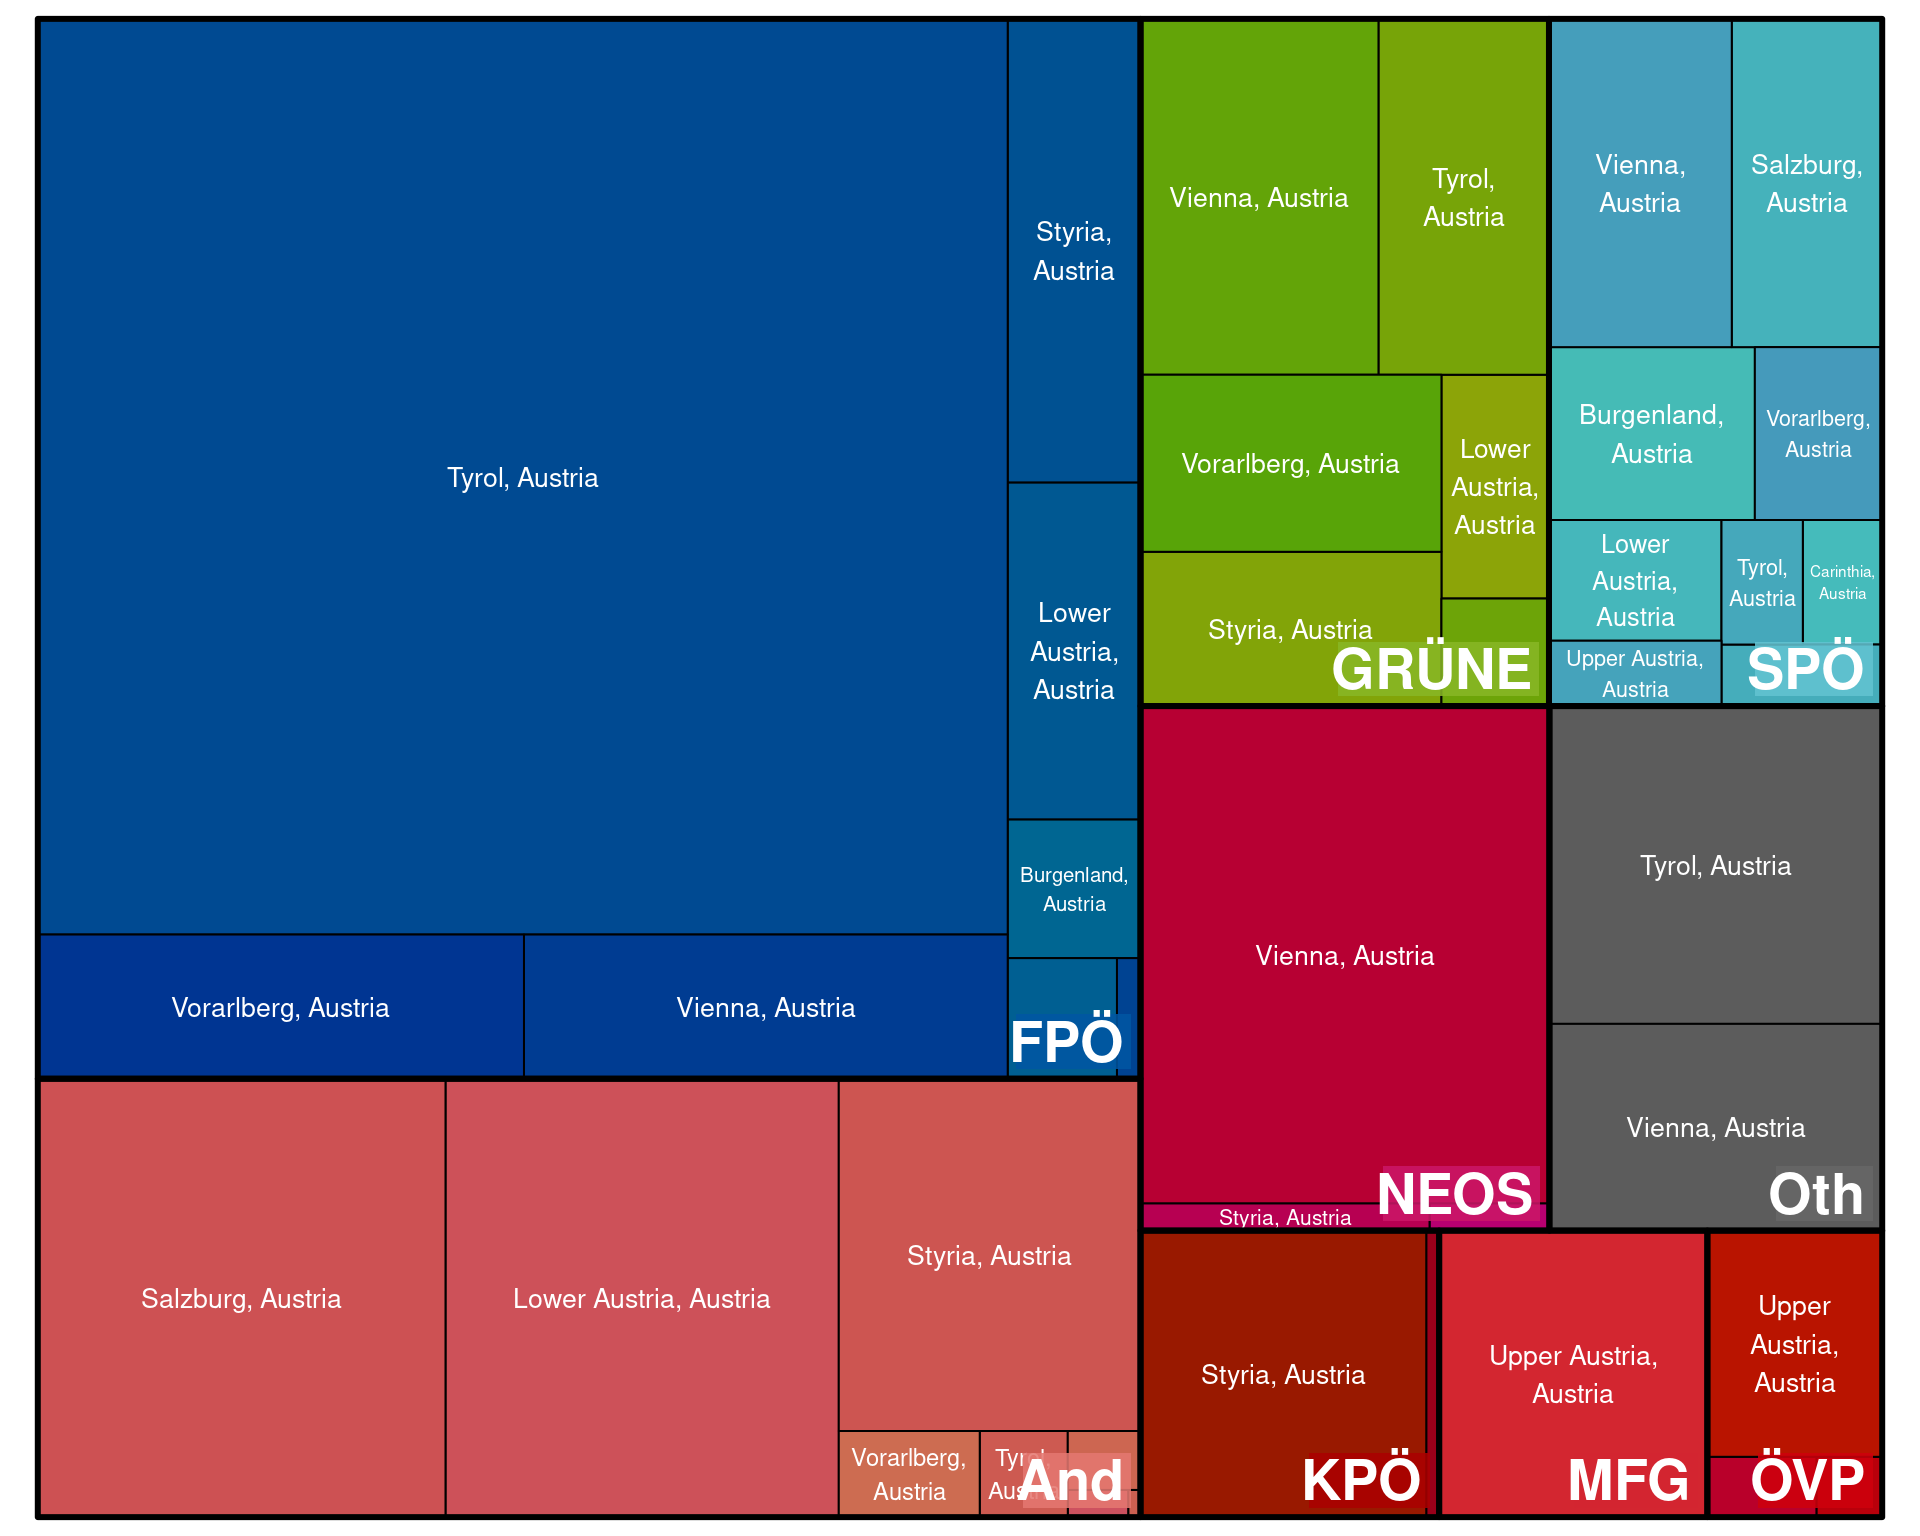 Tyrol, Austria
Styria,
Austria
Lower
Austria,
Austria
Burgenland,
Austria
Vorarlberg, Austria
Vienna, Austria
FPÖ
Salzburg, Austria
Lower Austria, Austria
Styria, Austria
Vorarlberg,
Austria
Tyrol,
Austria
And
Vienna, Austria
Tyrol,
Austria
Vorarlberg, Austria
Lower
Austria,
Austria
Styria, Austria
GRÜNE
Vienna,
Austria
Salzburg,
Austria
Burgenland,
Austria
Vorarlberg,
Austria
Lower
Austria,
Austria
Tyrol,
Austria
Carinthia,
Austria
Upper Austria,
Austria
SPÖ
Vienna, Austria
Styria, Austria
NEOS
Tyrol, Austria
Vienna, Austria
Oth
Styria, Austria
KPÖ
Upper Austria,
Austria
MFG
Upper
Austria,
Austria
ÖVP